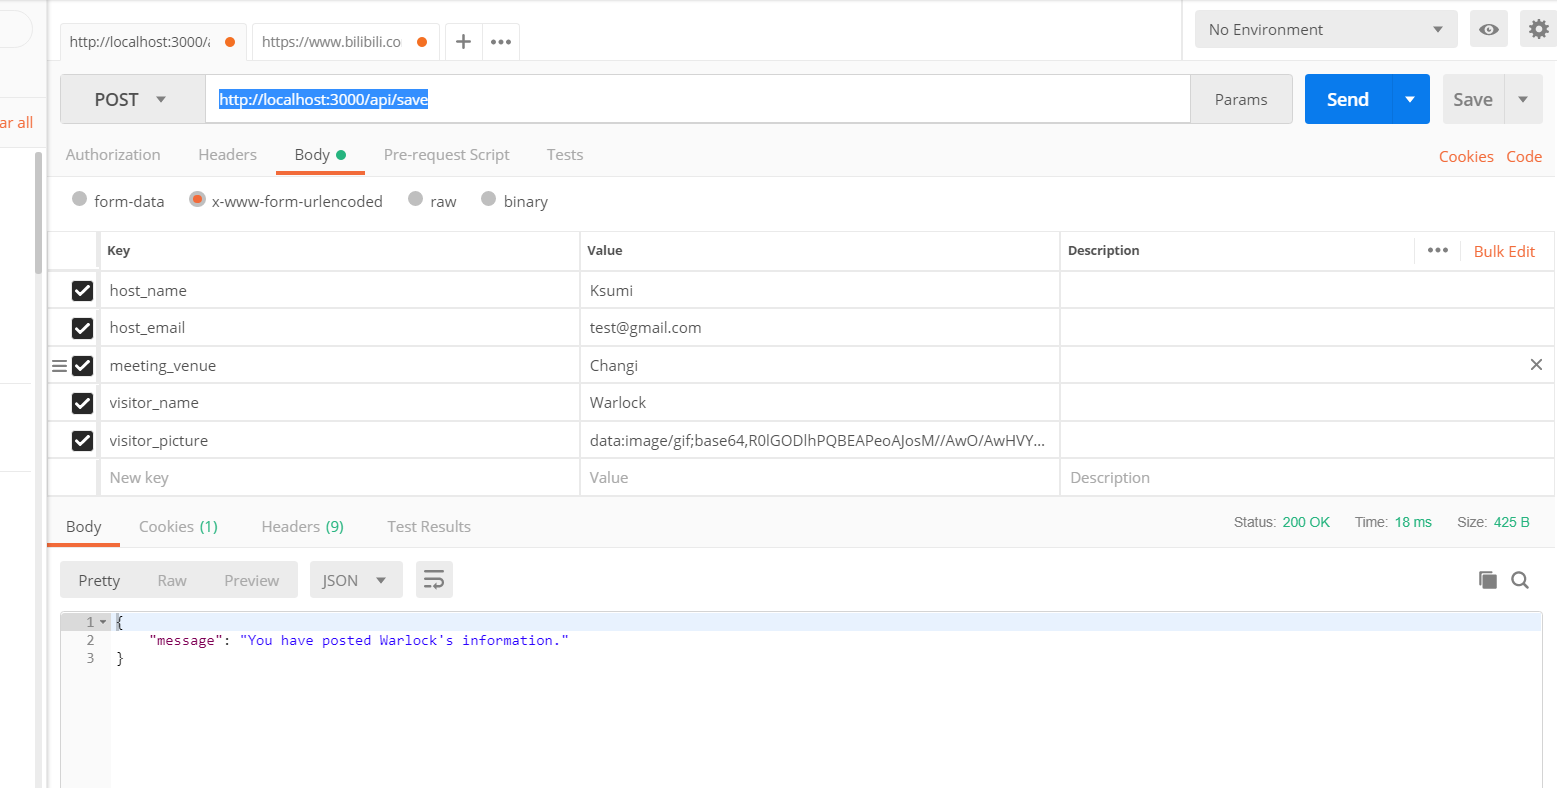 http://localhost:3000/a
https://www.bilibili.co
No Environment
POST
http://localhost:3000/api/save
Params
Send
Save
ar all
Authorization
Headers
Body
Pre-request Script
Tests
Cookies
Code
form-data
x-www-form-urlencoded
raw
binary
Key
Value
Description
Bulk Edit
host_name
Ksumi
host_email
test@gmail.com
meeting_venue
Changi
visitor_name
Warlock
visitor_picture
data:image/gif;base64,R0lGODlhPQBEAPeoAJosM//AwO/AwHVY...
New key
Value
Description
Body
Cookies (1)
Headers (9)
Test Results
Status: 200 OK
Time: 18 ms
Size: 425 B
Pretty
Raw
Preview
JSON
1 {
2 "message": "You have posted Warlock's information."
3 }